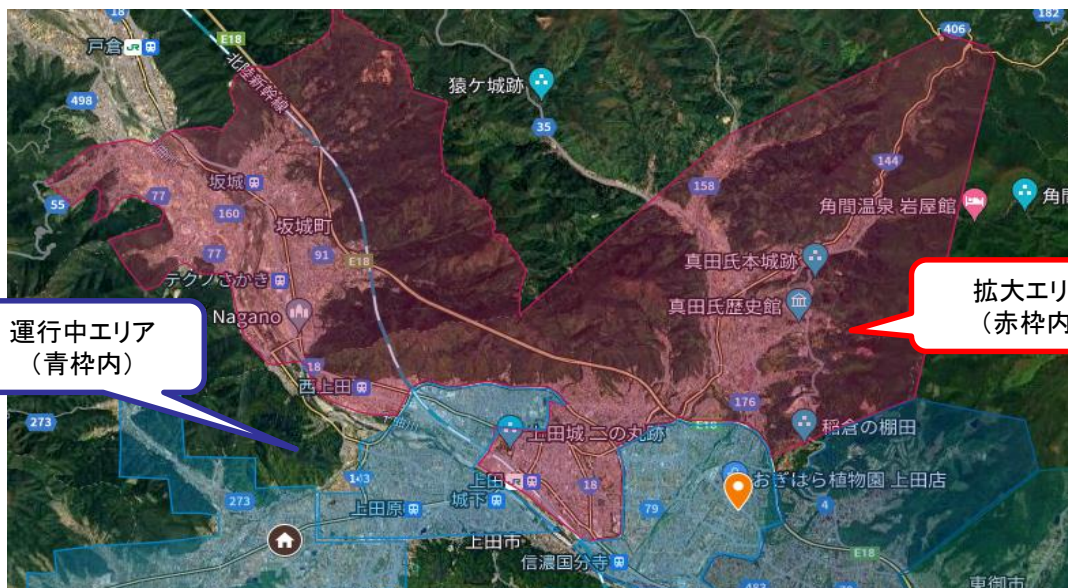 18
406
182
戸倉
JR
E18
北陸新幹線
猿ケ城跡
498
35
144
坂城
158
77
55
160
角間温泉 岩屋館
角間
坂城町
77
91
E18
真田氏本城跡
テクノさかき
真田氏歴史館
拡大エリ
（赤枠内
Nagano
運行中エリア
（青枠内）
18
西上田
176
273
上田城 二の丸跡
E18
稲倉の棚田
上田
JR
おぎはら植物園 上田店
143
18
273
上田原
城下
79
4
上田市
信濃国分寺
E18
483
東御市